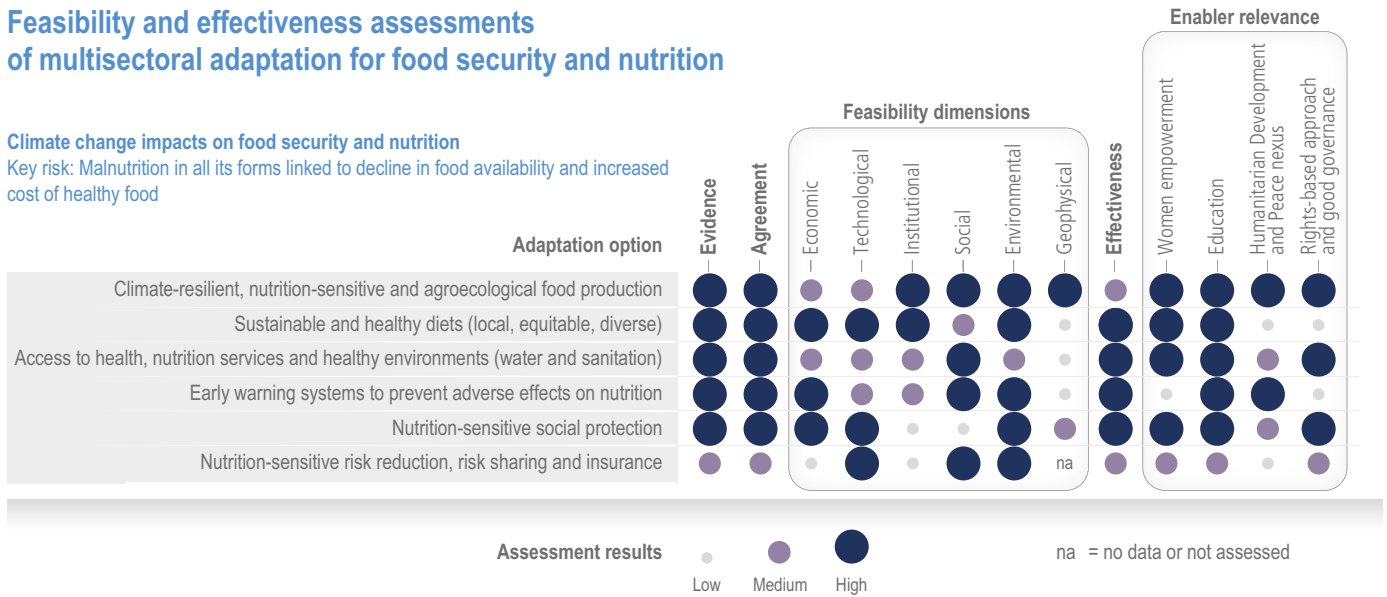 Feasibility and effectiveness assessments
of multisectoral adaptation for food security and nutrition
Climate change impacts on food security and nutrition
Key risk: Malnutrition in all its forms linked to decline in food availability and increased
cost of healthy food
Feasibility dimensions
Enabler relevance
Adaptation option
Evidence
Agreement
Economic
Technological
Institutional
Social
Environmental
Geophysical
Effectiveness
Women empowerment
Education
Humanitarian Development
and Peace nexus
Rights-based approach
and good governance
Climate-resilient, nutrition-sensitive and agroecological food production
Sustainable and healthy diets (local, equitable, diverse)
Access to health, nutrition services and healthy environments (water and sanitation)
Early warning systems to prevent adverse effects on nutrition
Nutrition-sensitive social protection
Nutrition-sensitive risk reduction, risk sharing and insurance
na
Assessment results
Low
Medium
High
na = no data or not assessed